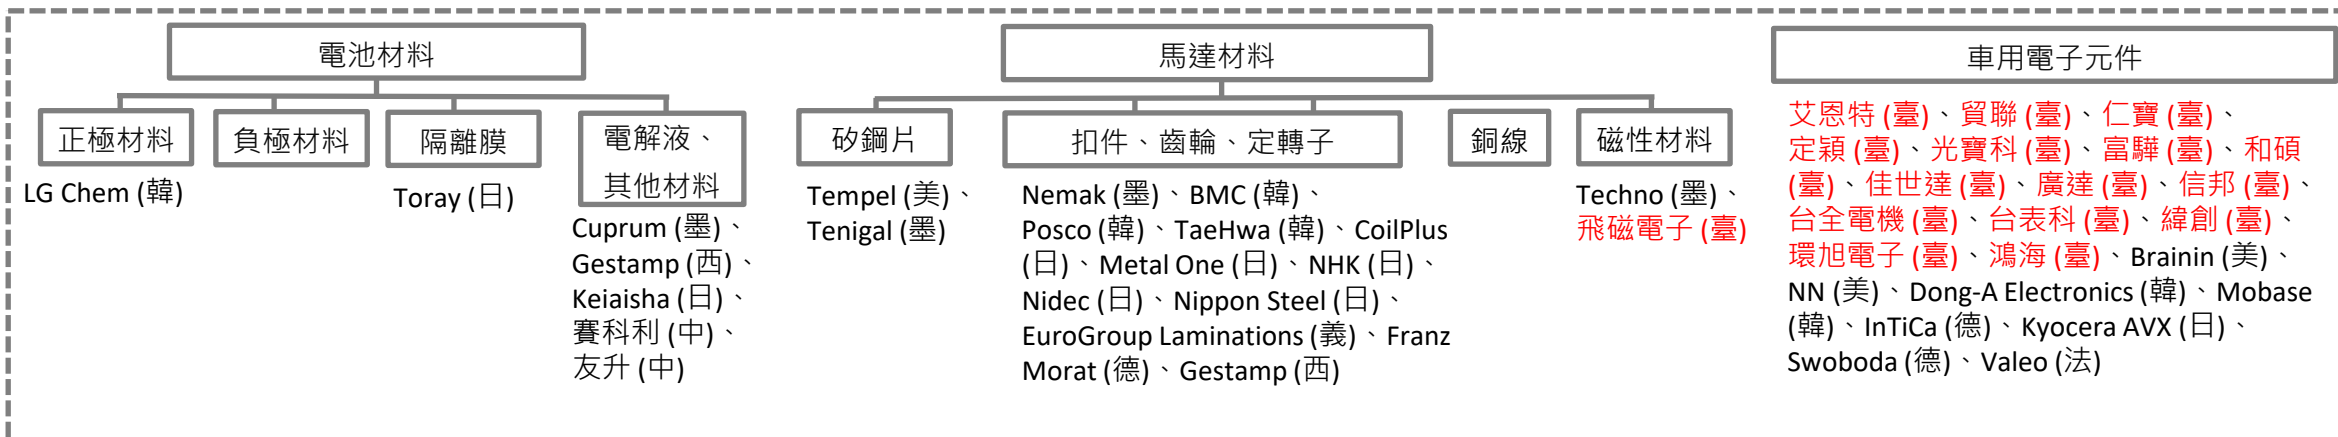 電池材料
正極材料
LG Chem (韓)
負極材料
隔離膜
Toray (日)
電解液、
其他材料
Cuprum (墨)、
Gestamp (西)、
Keiaisha (日)、
賽科利 (中)、
友升 (中)
馬達材料
矽鋼片
Tempel (美)、
Tenigal (墨)
扣件、齒輪、定轉子
Nemak (墨)、BMC (韓)、
Posco (韓)、TaeHwa (韓)、CoilPlus
(日)、Metal One (日)、NHK (日)、
Nidec (日)、Nippon Steel (日)、
EuroGroup Laminations (義)、Franz
Morat (德)、Gestamp (西)
銅線
磁性材料
Techno (墨)、
飛磁電子 (臺)
車用電子元件
艾恩特 (臺)、貿聯 (臺)、仁寶 (臺)、
定穎 (臺)、光寶科 (臺)、富驊 (臺)、和碩
(臺)、佳世達 (臺)、廣達 (臺)、信邦 (臺)、
台全電機 (臺)、台表科 (臺)、緯創 (臺)、
環旭電子 (臺)、鴻海 (臺)、Brainin (美)、
NN (美)、Dong-A Electronics (韓)、Mobase
(韓)、InTiCa (德)、Kyocera AVX (日)、
Swoboda (德)、Valeo (法)